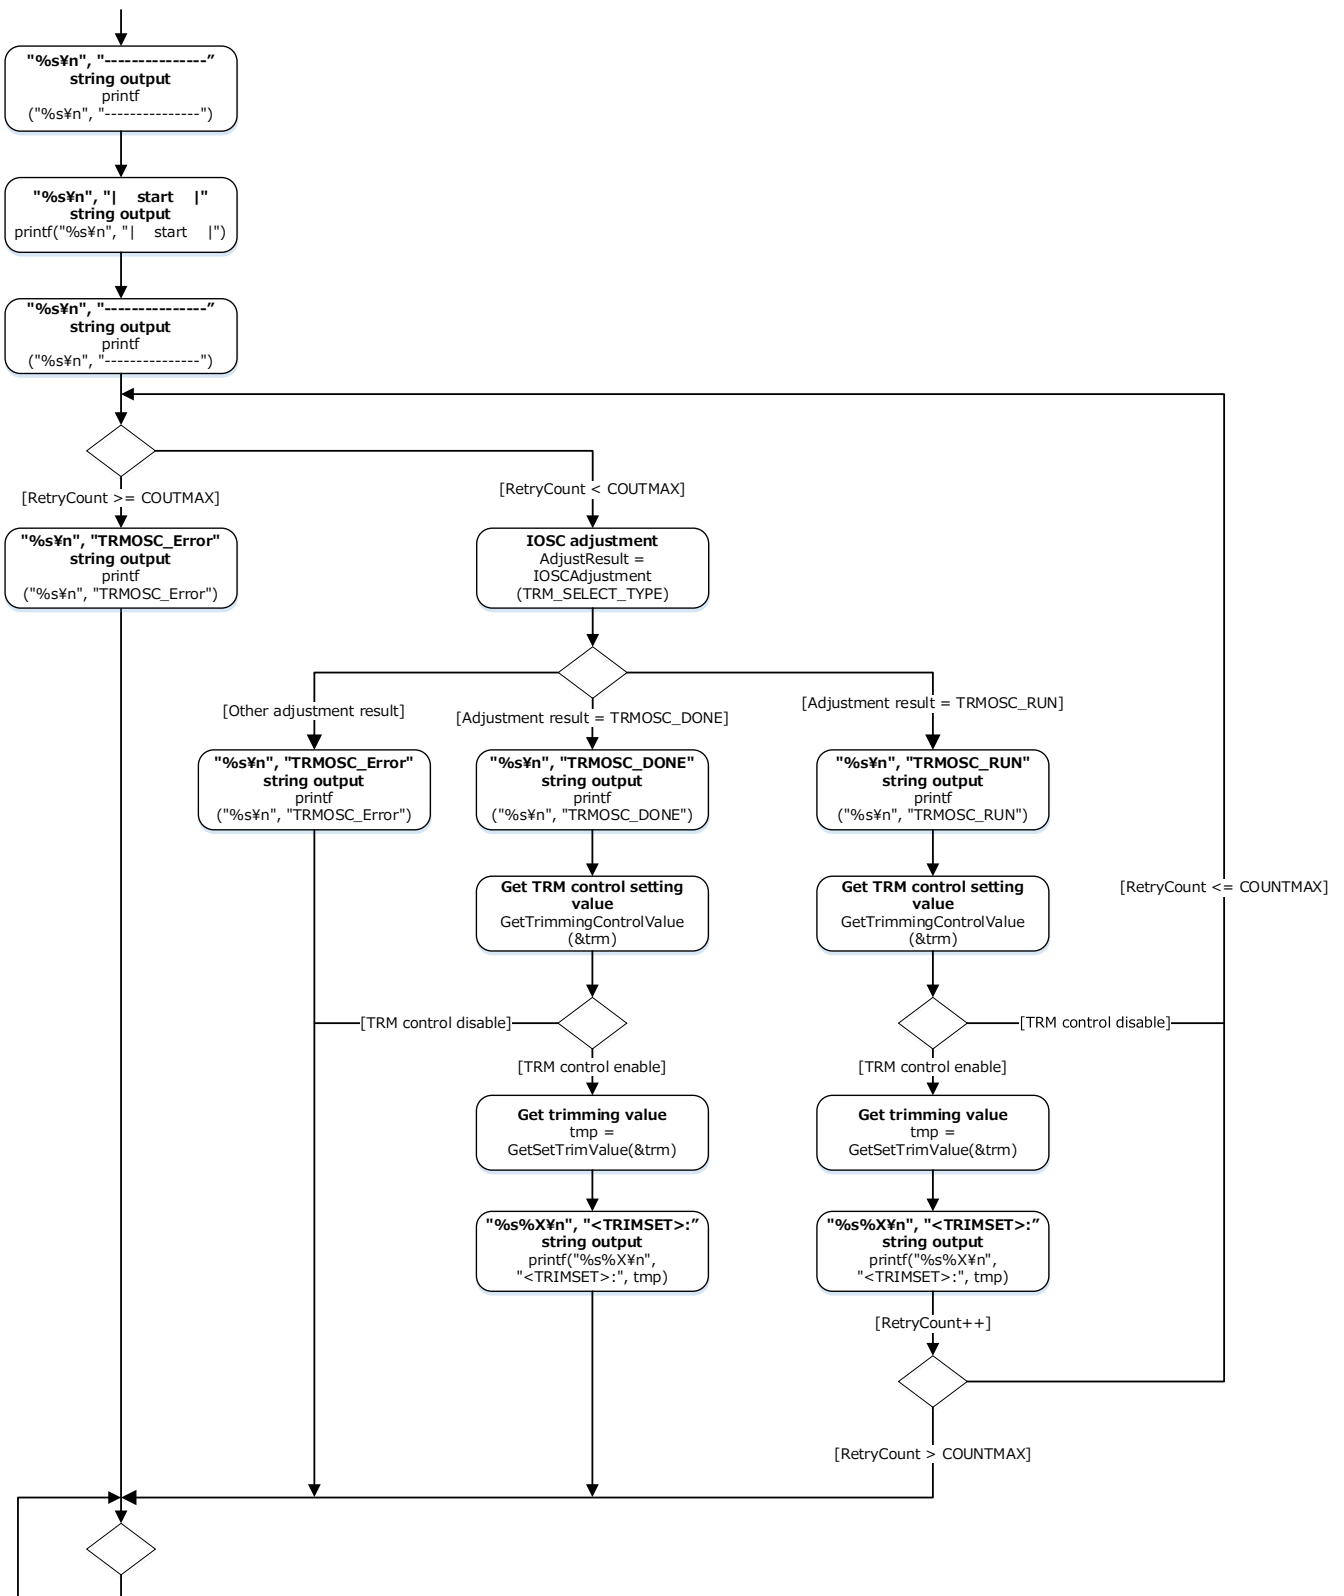 "%s¥n", "---------------”
string output
printf
("%s¥n", "---------------")
"%s¥n", "|    start    |"
string output
printf("%s¥n", "|    start    |")
"%s¥n", "---------------”
string output
printf
("%s¥n", "---------------")
[RetryCount >= COUTMAX]
[RetryCount < COUTMAX]
"%s¥n", "TRMOSC_Error"
string output
printf
("%s¥n", "TRMOSC_Error")
IOSC adjustment
AdjustResult =
IOSCAdjustment
(TRM_SELECT_TYPE)
[Other adjustment result]
[Adjustment result = TRMOSC_DONE]
[Adjustment result = TRMOSC_RUN]
"%s¥n", "TRMOSC_Error"
string output
printf
("%s¥n", "TRMOSC_Error")
"%s¥n", "TRMOSC_DONE"
string output
printf
("%s¥n", "TRMOSC_DONE")
"%s¥n", "TRMOSC_RUN"
string output
printf
("%s¥n", "TRMOSC_RUN")
Get TRM control setting
value
GetTrimmingControlValue
(&trm)
Get TRM control setting
value
GetTrimmingControlValue
(&trm)
[RetryCount <= COUNTMAX]
[TRM control disable]
[TRM control disable]
[TRM control enable]
[TRM control enable]
Get trimming value
tmp =
GetSetTrimValue(&trm)
Get trimming value
tmp =
GetSetTrimValue(&trm)
"%s%X¥n", "<TRIMSET>:”
string output
printf("%s%X¥n",
"<TRIMSET>:", tmp)
"%s%X¥n", "<TRIMSET>:”
string output
printf("%s%X¥n",
"<TRIMSET>:", tmp)
[RetryCount++]
[RetryCount > COUNTMAX]